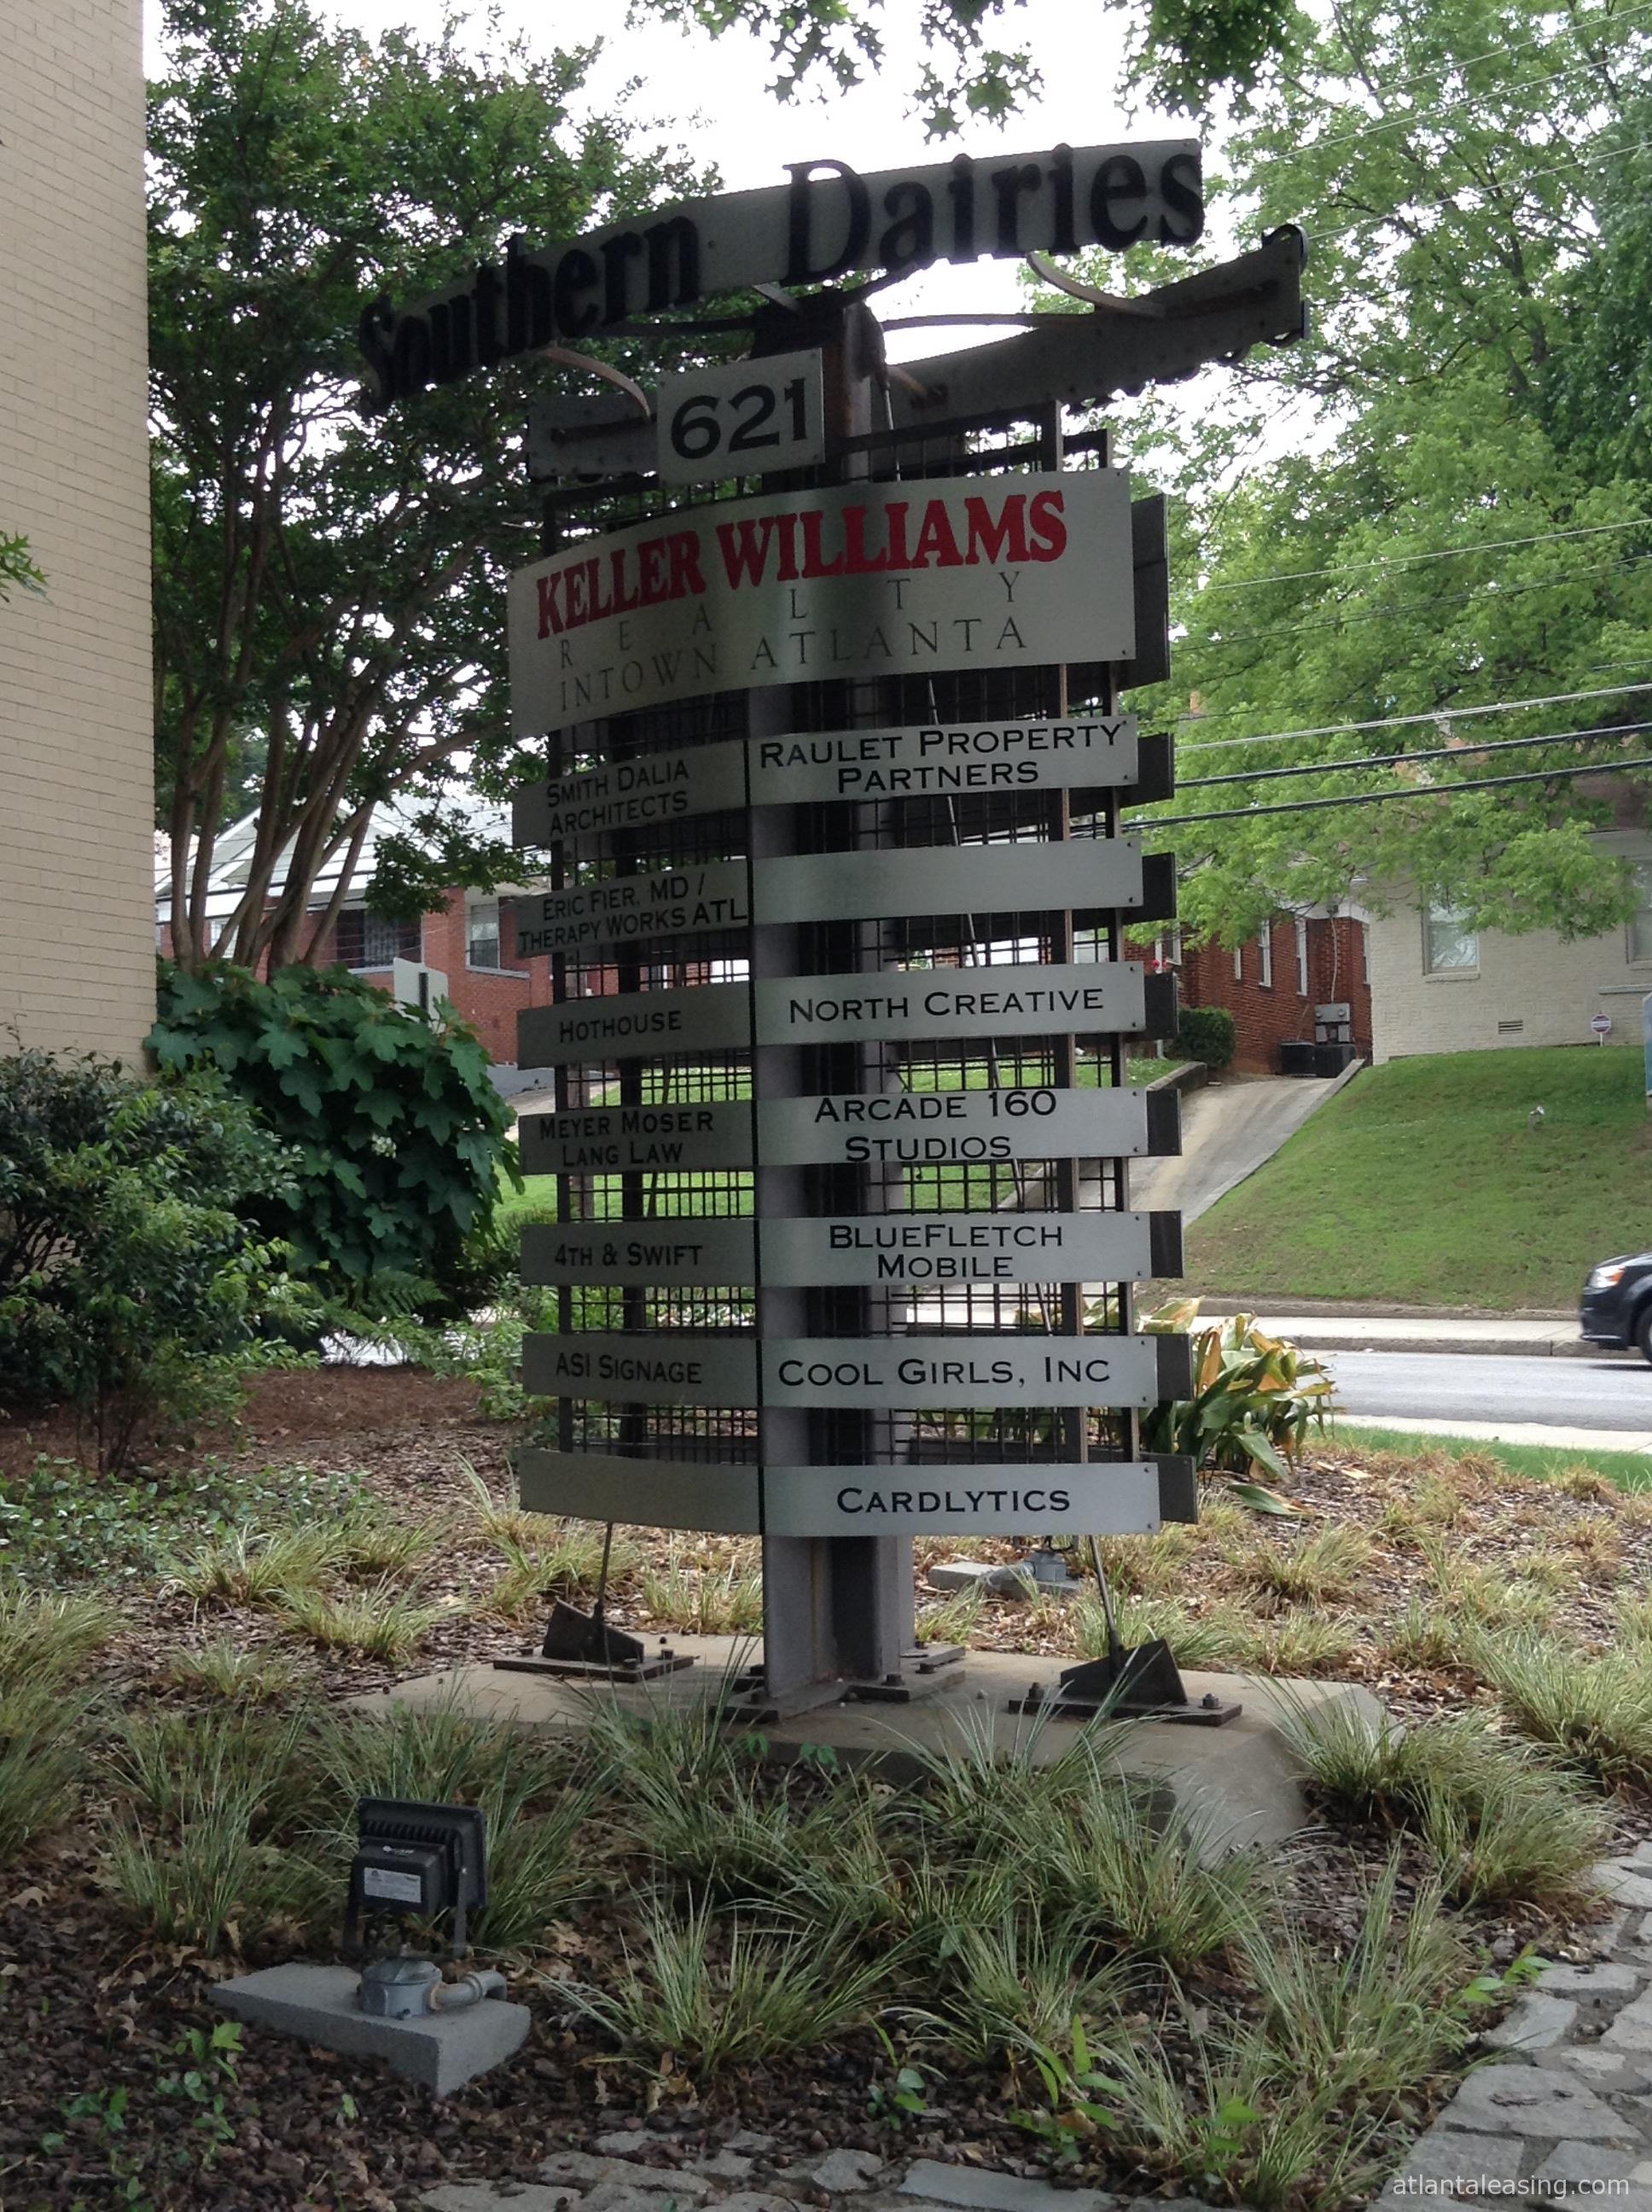 Southern Dairies
621
KELLER WILLIAMS
REALTY
INTOWN ATLANTA
SMITH DALIA
ARCHITECTS
RAULET PROPERTY
PARTNERS
ERIC FIER, MD /
THERAPY WORKS ATL
HOTHOUSE
NORTH CREATIVE
MEYER MOSER
LANG LAW
ARCADE 160
STUDIOS
4TH & SWIFT
BLUEFLETCH
MOBILE
ASI SIGNAGE
COOL GIRLS, INC
CARDLYTICS
atlantaleasing.com